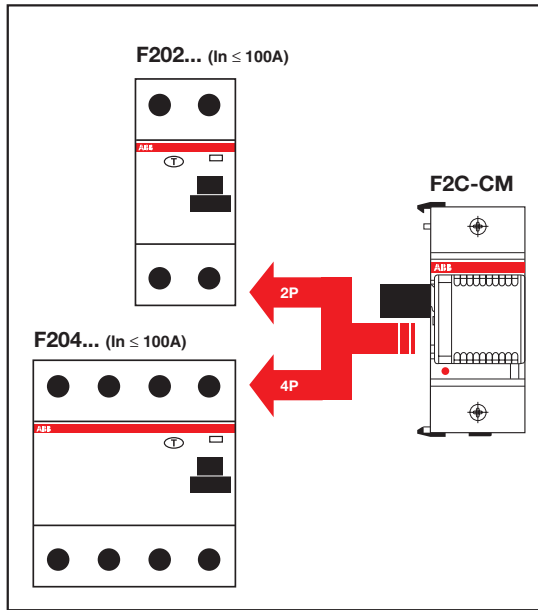 F202... (In ≤ 100A)
ABB
T
F2C-CM
ABB
2P
F204... (In ≤ 100A)
4P
ABB
T